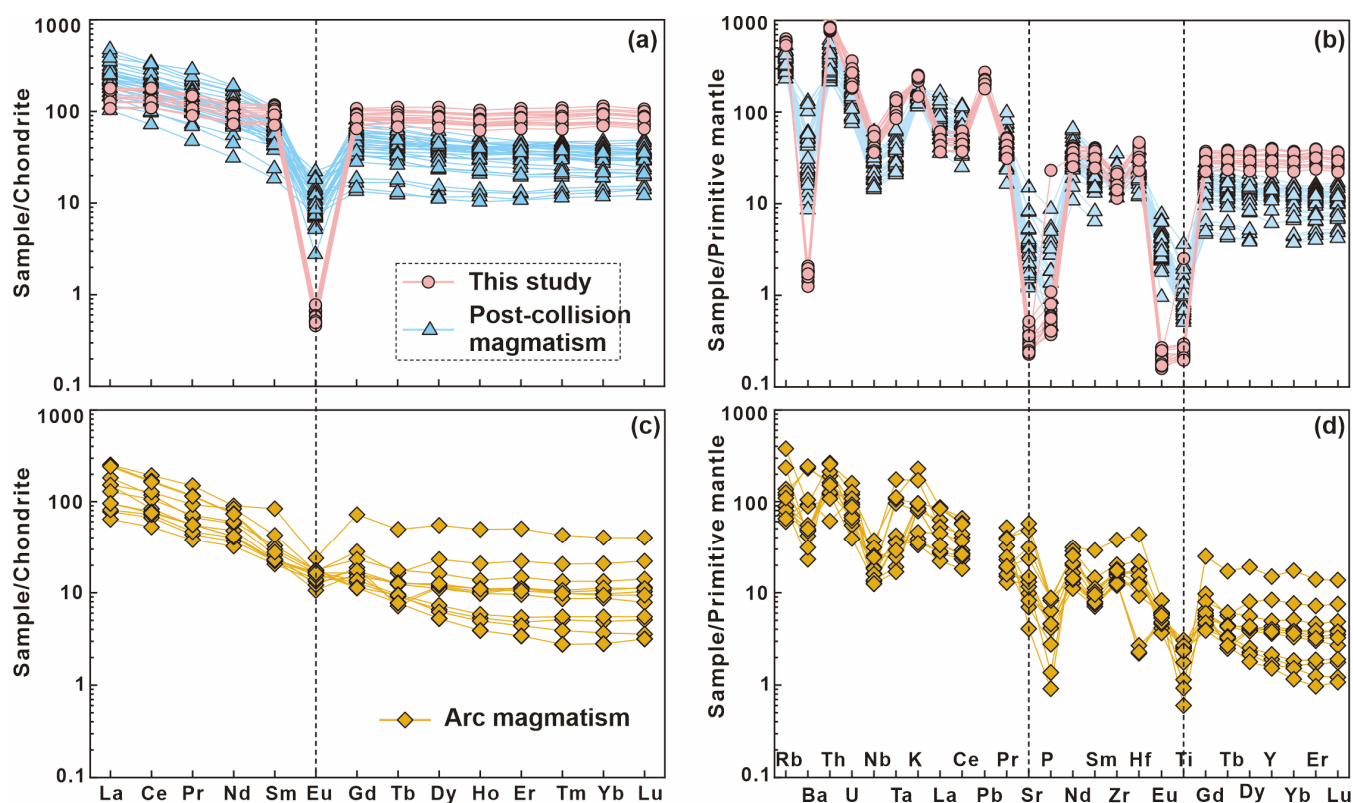 1000
100
10
1
0.1
Sample/Chondrite
(a)
This study
Post-collision
magmatism
1000
100
10
1
0.1
Sample/Primitive mantle
(b)
1000
100
10
1
0.1
Sample/Chondrite
(c)
Arc magmatism
La Ce Pr Nd Sm Eu Gd Tb Dy Ho Er Tm Yb Lu
1000
100
10
1
0.1
Sample/Primitive mantle
(d)
Rb Th Nb K Ce Pr P Sm Hf Ti Tb Y Er
Ba U Ta La Pb Sr Nd Zr Eu Gd Dy Yb Lu